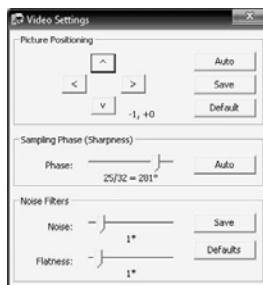 Video Settings
x
Picture Positioning
^
Auto
< >
Save
v
-1, +0
Default
Sampling Phase (Sharpness)
Phase:
Auto
25/32 = 281°
Noise Filters
Noise:
Save
1*
Defaults
Flatness:
1*